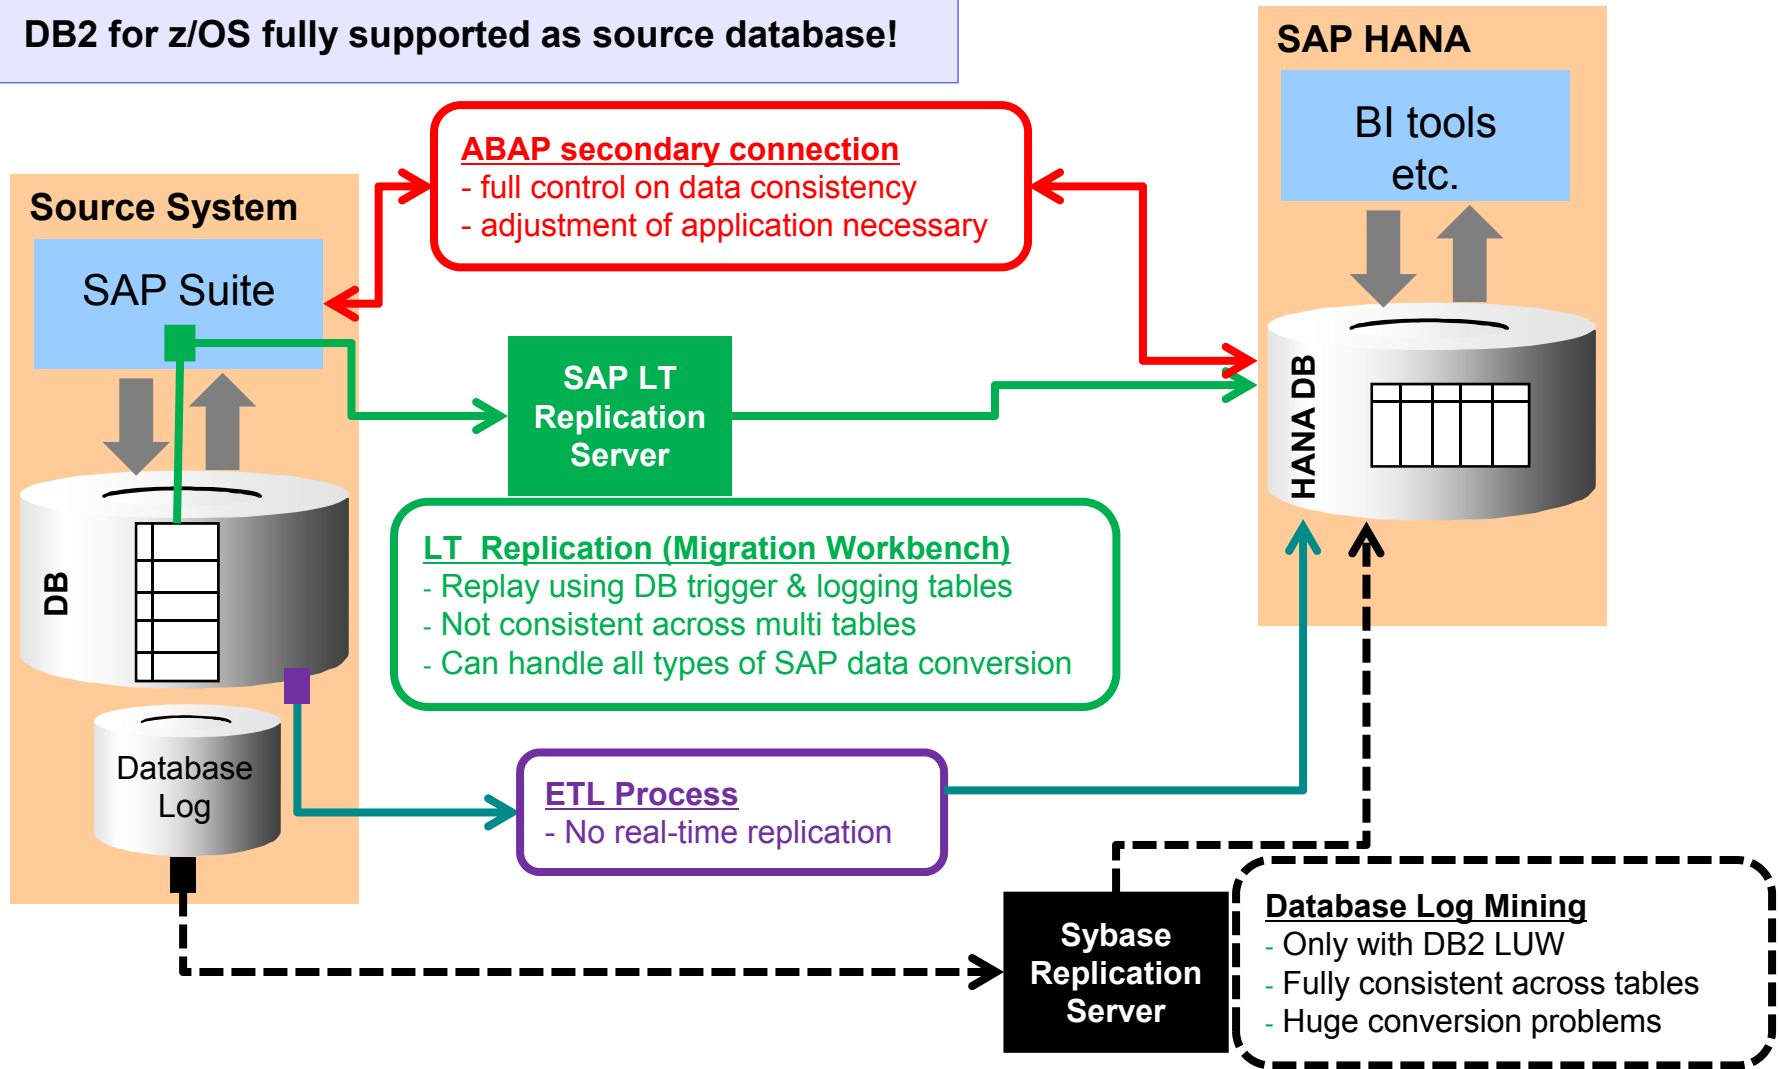 DB2 for z/OS fully supported as source database!
SAP HANA
BI tools
etc.
ABAP secondary connection
- full control on data consistency
- adjustment of application necessary
Source System
SAP Suite
SAP LT
Replication
Server
HANA DB
LT  Replication (Migration Workbench)
- Replay using DB trigger & logging tables
- Not consistent across multi tables
- Can handle all types of SAP data conversion
DB
Database
Log
ETL Process
- No real-time replication
Sybase
Replication
Server
Database Log Mining
- Only with DB2 LUW
- Fully consistent across tables
- Huge conversion problems